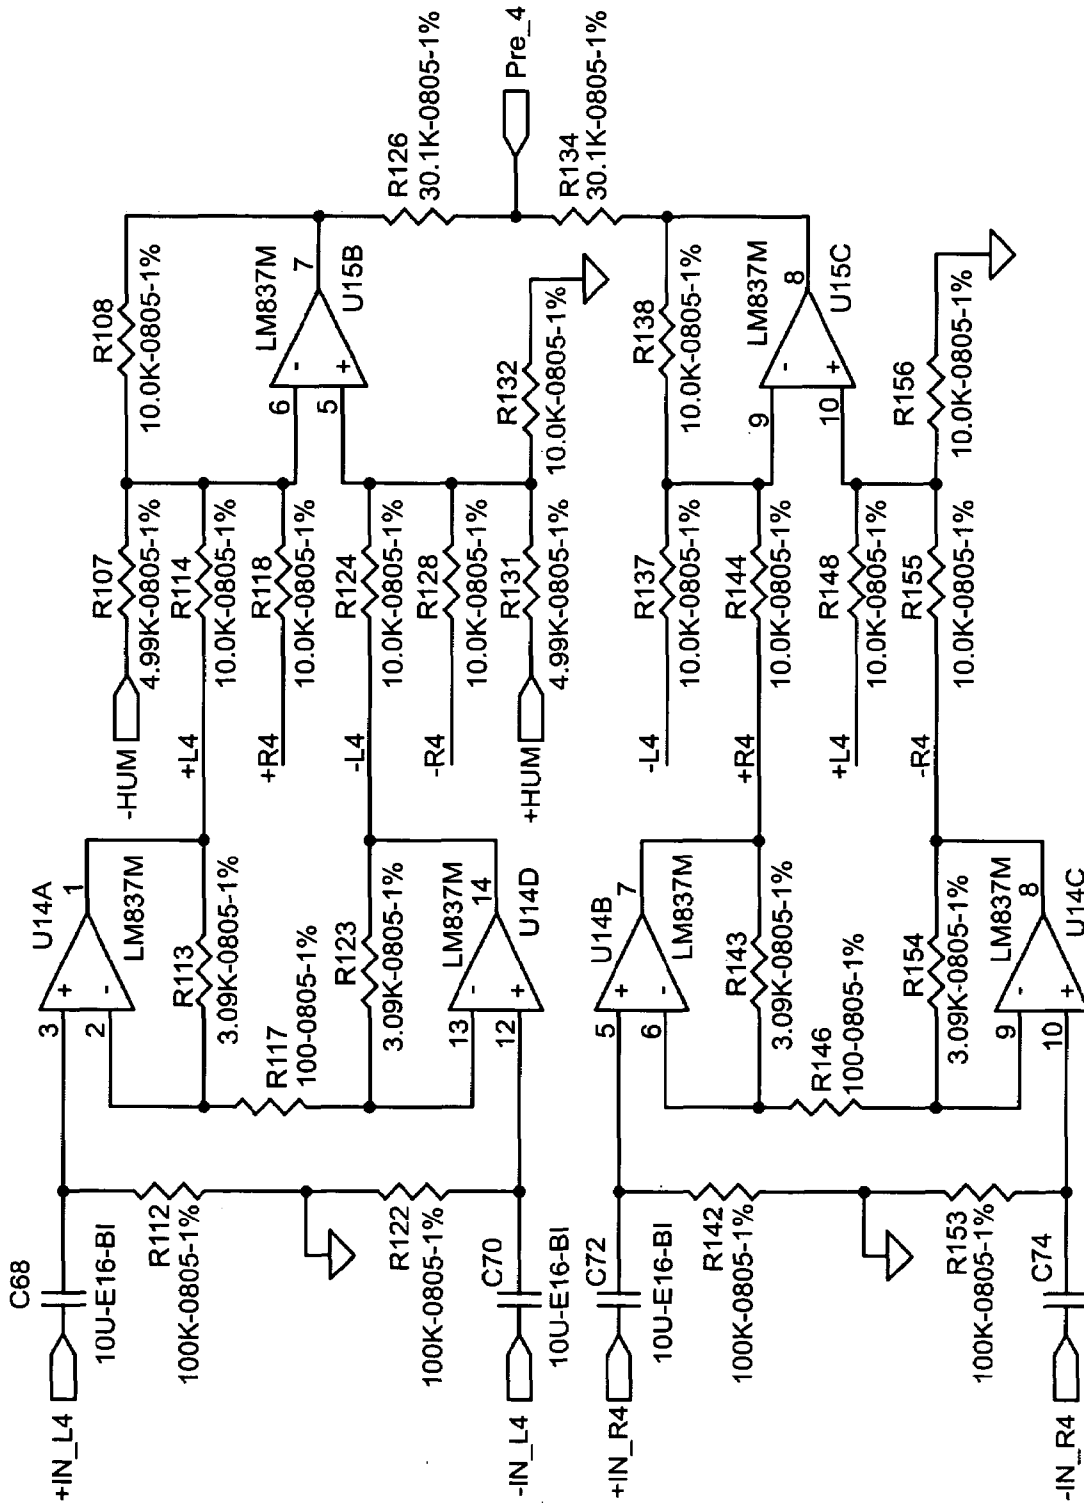 +IN_L4
C68
10U-E16-BI
R112
100K-0805-1%
3
2
+
-
U14A
1
LM837M
R113
3.09K-0805-1%
R117
100-0805-1%
R122
100K-0805-1%
-IN_L4
C70
10U-E16-BI
R123
3.09K-0805-1%
13
12
-
+
LM837M
14
U14D
-HUM
R107
4.99K-0805-1%
+L4
R114
10.0K-0805-1%
+R4
R118
10.0K-0805-1%
-L4
R124
10.0K-0805-1%
-R4
R128
10.0K-0805-1%
+HUM
R131
4.99K-0805-1%
R108
10.0K-0805-1%
6
5
-
+
LM837M
7
U15B
R132
10.0K-0805-1%
R126
30.1K-0805-1%
Pre_4
R134
30.1K-0805-1%
+IN_R4
C72
10U-E16-BI
R142
100K-0805-1%
5
6
+
-
U14B
7
LM837M
R143
3.09K-0805-1%
R146
100-0805-1%
R153
100K-0805-1%
-IN_R4
C74
R154
3.09K-0805-1%
9
10
-
+
LM837M
8
U14C
-L4
R137
10.0K-0805-1%
+R4
R144
10.0K-0805-1%
+L4
R148
10.0K-0805-1%
-R4
R155
10.0K-0805-1%
R138
10.0K-0805-1%
9
10
-
+
LM837M
8
U15C
R156
10.0K-0805-1%